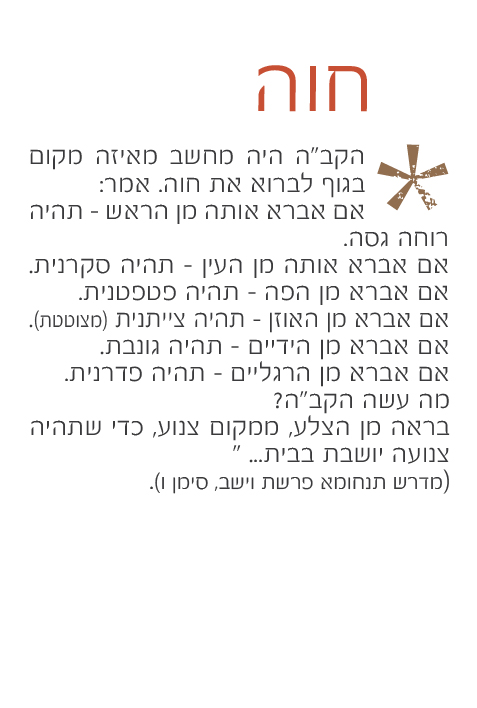 חוה
הקב"ה היה מחשב מאיזה מקום
בגוף לברוא את חוה. אמר:
אם אברא אותה מן הראש - תהיה
רוחה גסה.
אם אברא אותה מן העין - תהיה סקרנית.
אם אברא מן הפה - תהיה פטפטנית.
אם אברא מן האוזן - תהיה צייתנית (מצוטטת).
אם אברא מן הידיים - תהיה גונבת.
אם אברא מן הרגליים - תהיה פדרנית.
מה עשה הקב"ה?
בראה מן הצלע, ממקום צנוע, כדי שתהיה
צנועה יושבת בבית... "
(מדרש תנחומא פרשת וישב, סימן ו).